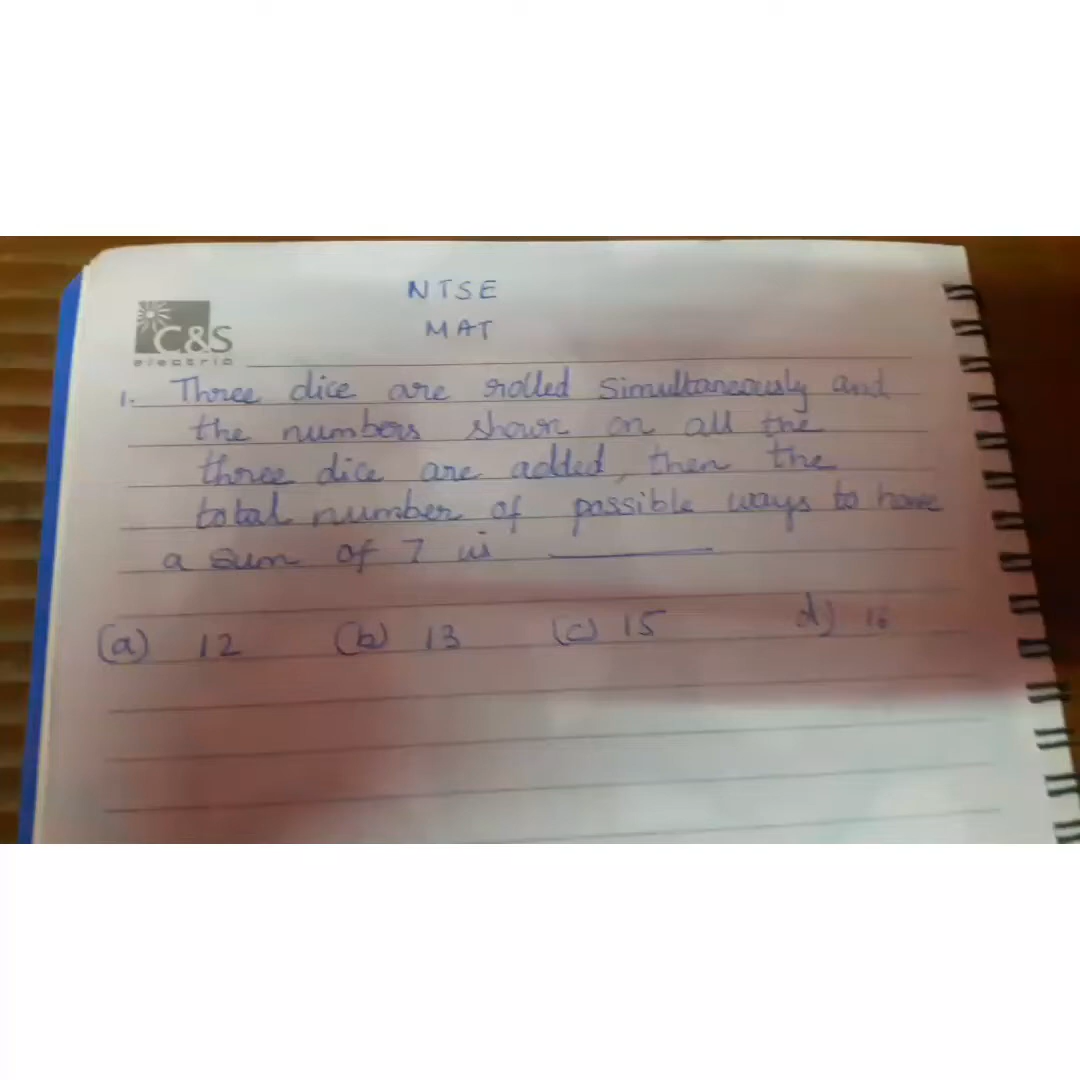 NTSE
MAT
C&S
electric
1. Three dice are rolled simultaneously and
the numbers shown on all the
three dice are added, then the
total number of possible ways to have
a sum of 7 is ________
(a) 12 (b) 13 (c) 15 d) 16